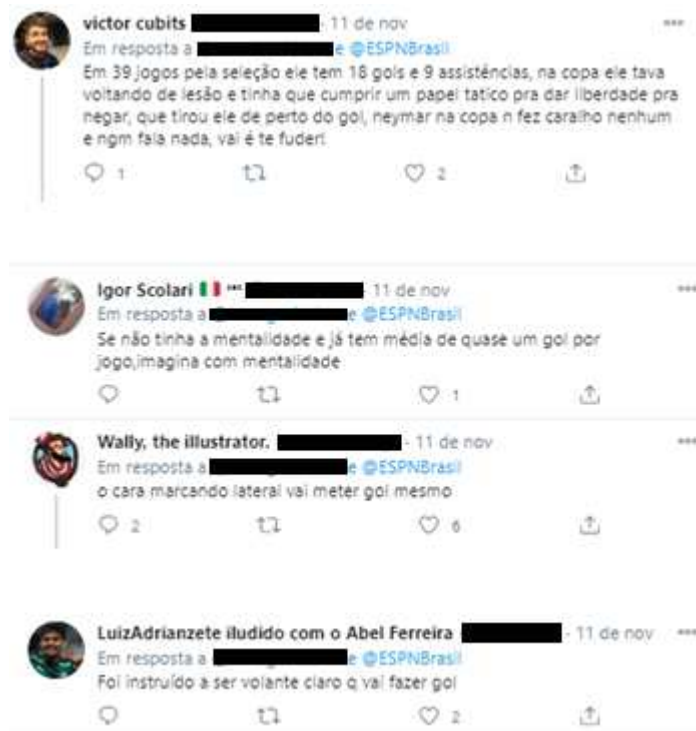 victor cubits · 11 de nov
Em resposta a e @ESPNBrasil
Em 39 jogos pela seleção ele tem 18 gols e 9 assistências, na copa ele tava
voltando de lesão e tinha que cumprir um papel tatico pra dar liberdade pra
negar, que tirou ele de perto do gol, neymar na copa n fez caralho nenhum
e ngm fala nada, vai é te fuder!
1 2
Igor Scolari 11 de nov
Em resposta a e @ESPNBrasil
Se não tinha a mentalidade e já tem média de quase um gol por
jogo,imagina com mentalidade
1
Wally, the illustrator. · 11 de nov
Em resposta a e @ESPNBrasil
o cara marcando lateral vai meter gol mesmo
2 6
LuizAdrianzete iludido com o Abel Ferreira · 11 de nov
Em resposta a e @ESPNBrasil
Foi instruído a ser volante claro q vai fazer gol
2